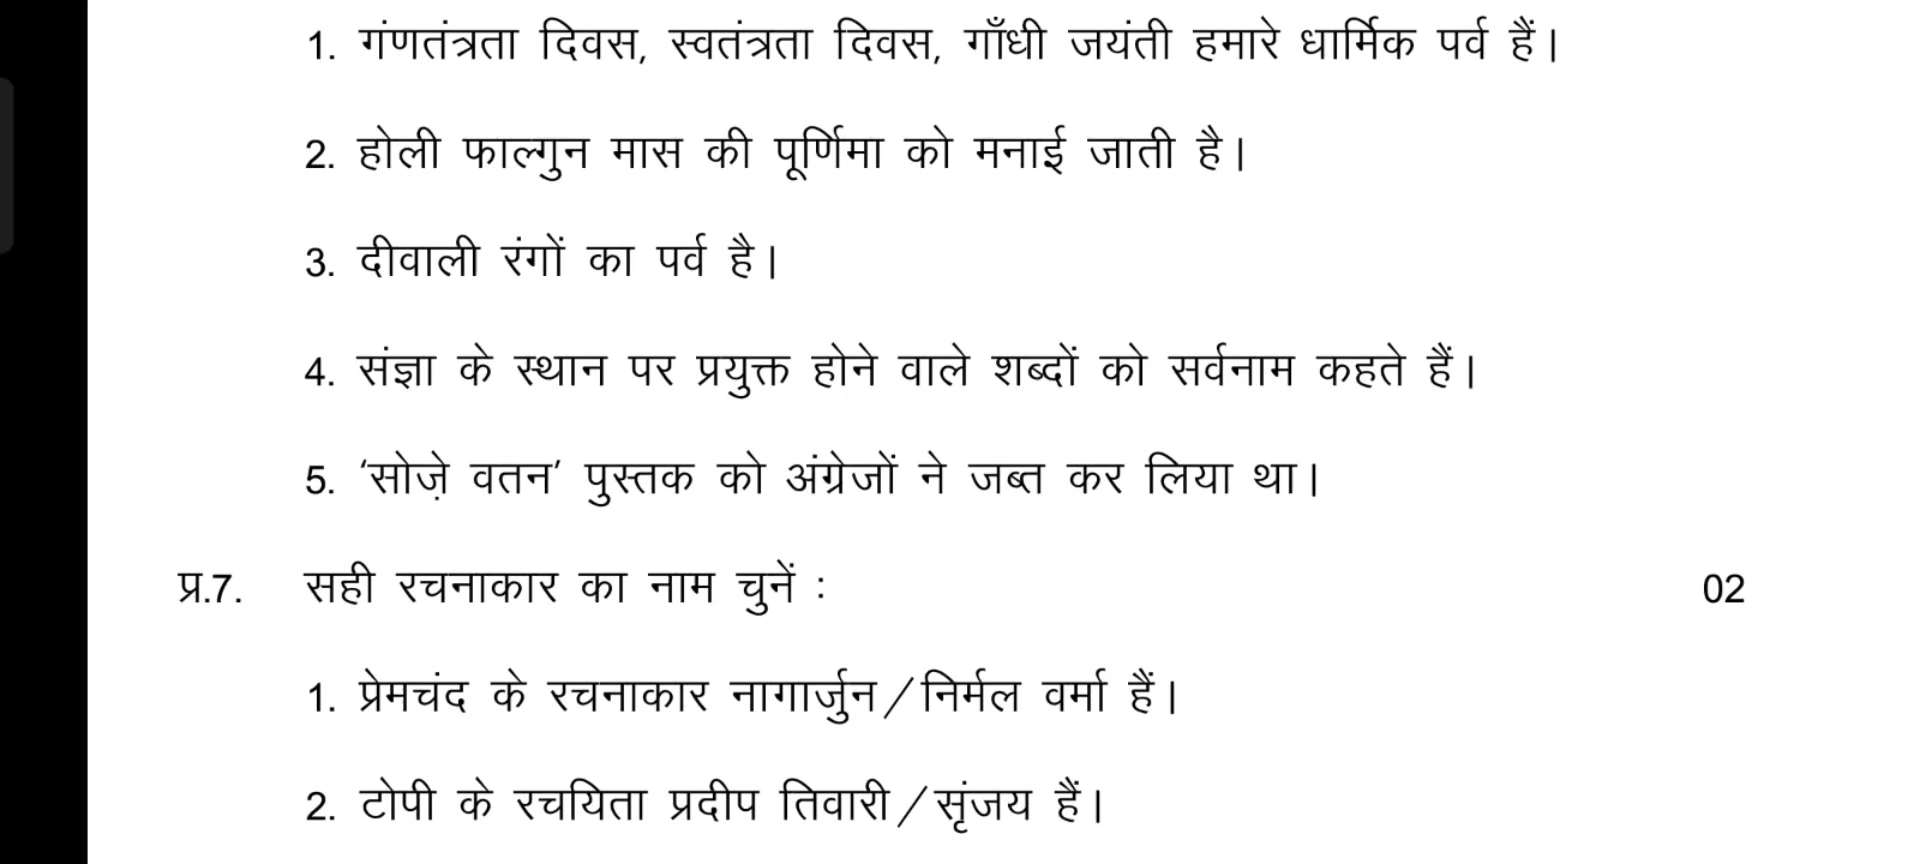 1. गंणतंत्रता दिवस, स्वतंत्रता दिवस, गाँधी जयंती हमारे धार्मिक पर्व हैं।
2. होली फाल्गुन मास की पूर्णिमा को मनाई जाती है।
3. दीवाली रंगों का पर्व है।
4. संज्ञा के स्थान पर प्रयुक्त होने वाले शब्दों को सर्वनाम कहते हैं।
5. ‘सोज़े वतन’ पुस्तक को अंग्रेजों ने जब्त कर लिया था।
प्र.7. सही रचनाकार का नाम चुनें : 02
1. प्रेमचंद के रचनाकार नागार्जुन/निर्मल वर्मा हैं।
2. टोपी के रचयिता प्रदीप तिवारी/सृंजय हैं।